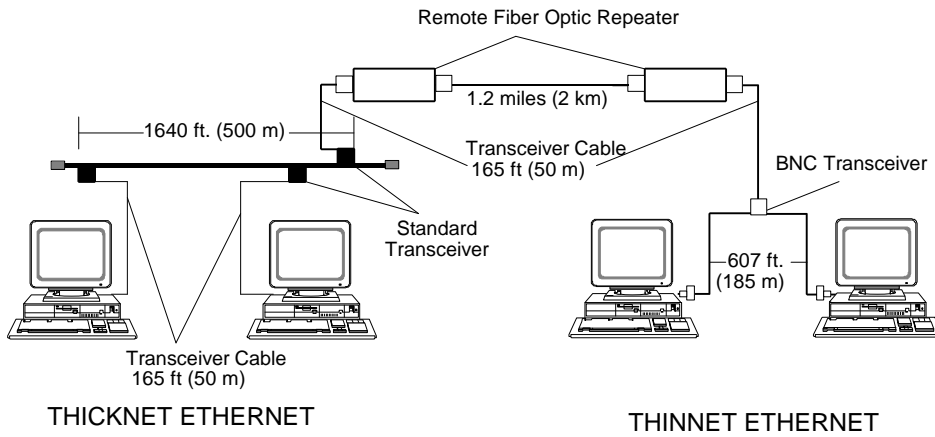 Remote Fiber Optic Repeater
1.2 miles (2 km)
1640 ft. (500 m)
Transceiver Cable
165 ft (50 m)
BNC Transceiver
Standard
Transceiver
607 ft.
(185 m)
Transceiver Cable
165 ft (50 m)
THICKNET ETHERNET
THINNET ETHERNET